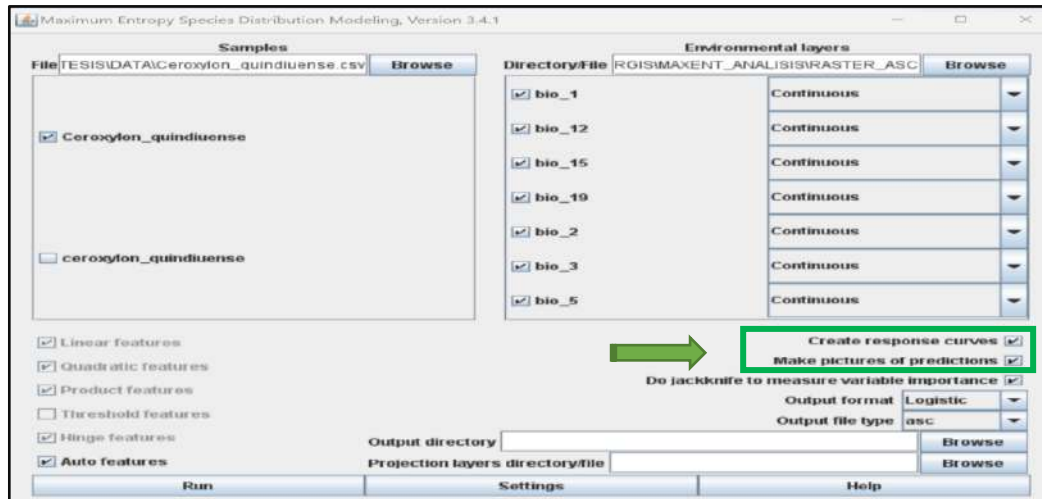 Maximum Entropy Species Distribution Modeling, Version 3.4.1
Samples
File TESIS\DATA\Ceroxylon_quindiuense.csv Browse
Ceroxylon_quindiuense
ceroxylon_quindiuense
Environmental layers
Directory/File RGIS\MAXENT_ANALISIS\RASTER_ASC Browse
bio_1 Continuous
bio_12 Continuous
bio_15 Continuous
bio_19 Continuous
bio_2 Continuous
bio_3 Continuous
bio_5 Continuous
Linear features
Quadratic features
Product features
Threshold features
Hinge features
Auto features
Create response curves
Make pictures of predictions
Do jackknife to measure variable importance
Output format Logistic
Output file type asc
Output directory Browse
Projection layers directory/file Browse
Run Settings Help